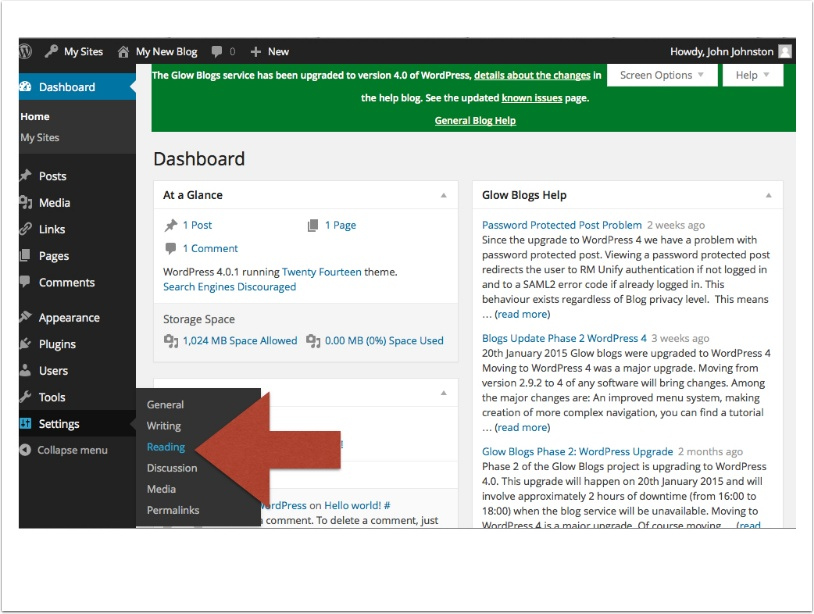 My Sites My New Blog 0 New Howdy, John Johnston
Dashboard
Home
My Sites
Posts
Media
Links
Pages
Comments
Appearance
Plugins
Users
Tools
Settings
Collapse menu
General
Writing
Reading
Discussion
Media
Permalinks
The Glow Blogs service has been upgraded to version 4.0 of WordPress, details about the changes in
the help blog. See the updated known issues page.
General Blog Help
Screen Options Help
Dashboard
At a Glance
1 Post 1 Page
1 Comment
WordPress 4.0.1 running Twenty Fourteen theme.
Search Engines Discouraged
Storage Space
1,024 MB Space Allowed 0.00 MB (0%) Space Used
on Hello world! #
a comment. To delete a comment, just
Glow Blogs Help
Password Protected Post Problem 2 weeks ago
Since the upgrade to WordPress 4 we have a problem with
password protected post. Viewing a password protected post
redirects the user to RM Unify authentication if not logged in
and to a SAML2 error code if already logged in. This
behaviour exists regardless of Blog privacy level. This means
… (read more)
Blogs Update Phase 2 WordPress 4 3 weeks ago
20th January 2015 Glow blogs were upgraded to WordPress 4
Moving to WordPress 4 was a major upgrade. Moving from
version 2.9.2 to 4 of any software will bring changes. Among
the major changes are: An improved menu system, making
creation of more complex navigation, you can find a tutorial
… (read more)
Glow Blogs Phase 2: WordPress Upgrade 2 months ago
Phase 2 of the Glow Blogs project is upgrading to WordPress
4.0. This upgrade will happen on 20th January 2015 and will
involve approximately 2 hours of downtime (from 16:00 to
18:00) when the blog service will be unavailable. Moving to
WordPress 4 is a major upgrade. Of course moving … (read